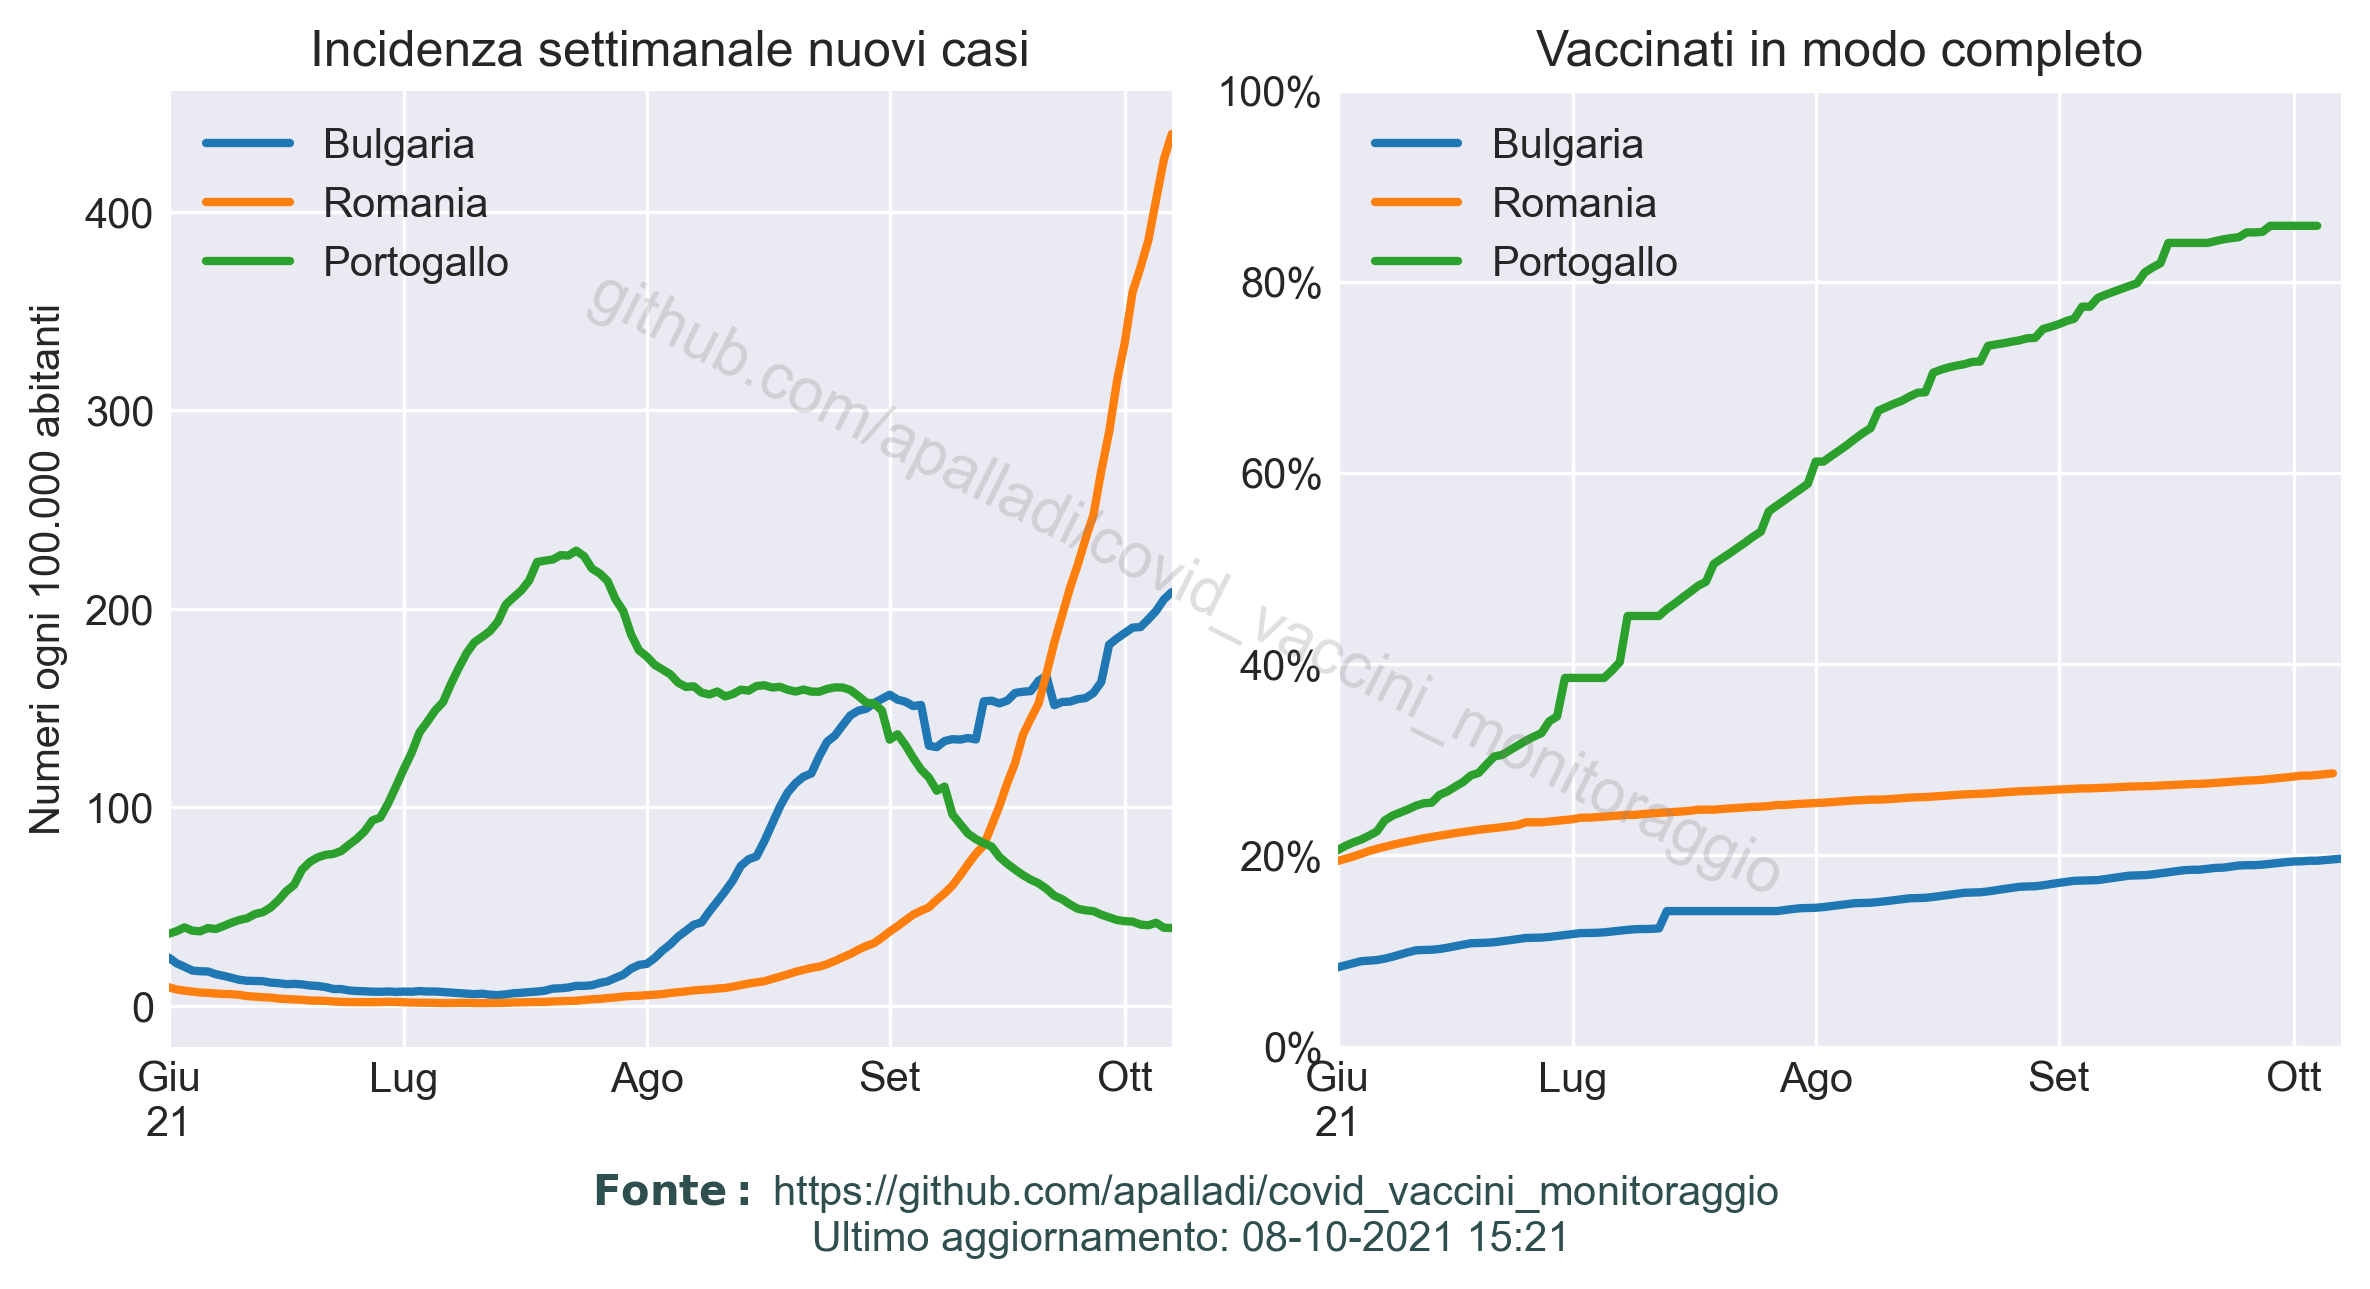 Incidenza settimanale nuovi casi
Numeri ogni 100.000 abitanti
400
300
200
100
0
Bulgaria
Romania
Portogallo
Giu
21
Lug
Ago
Set
Ott
Vaccinati in modo completo
100%
80%
60%
40%
20%
0%
Bulgaria
Romania
Portogallo
Giu
21
Lug
Ago
Set
Ott
github.com/apalladi/covid_vaccini_monitoraggio
Fonte: https://github.com/apalladi/covid_vaccini_monitoraggio
Ultimo aggiornamento: 08-10-2021 15:21